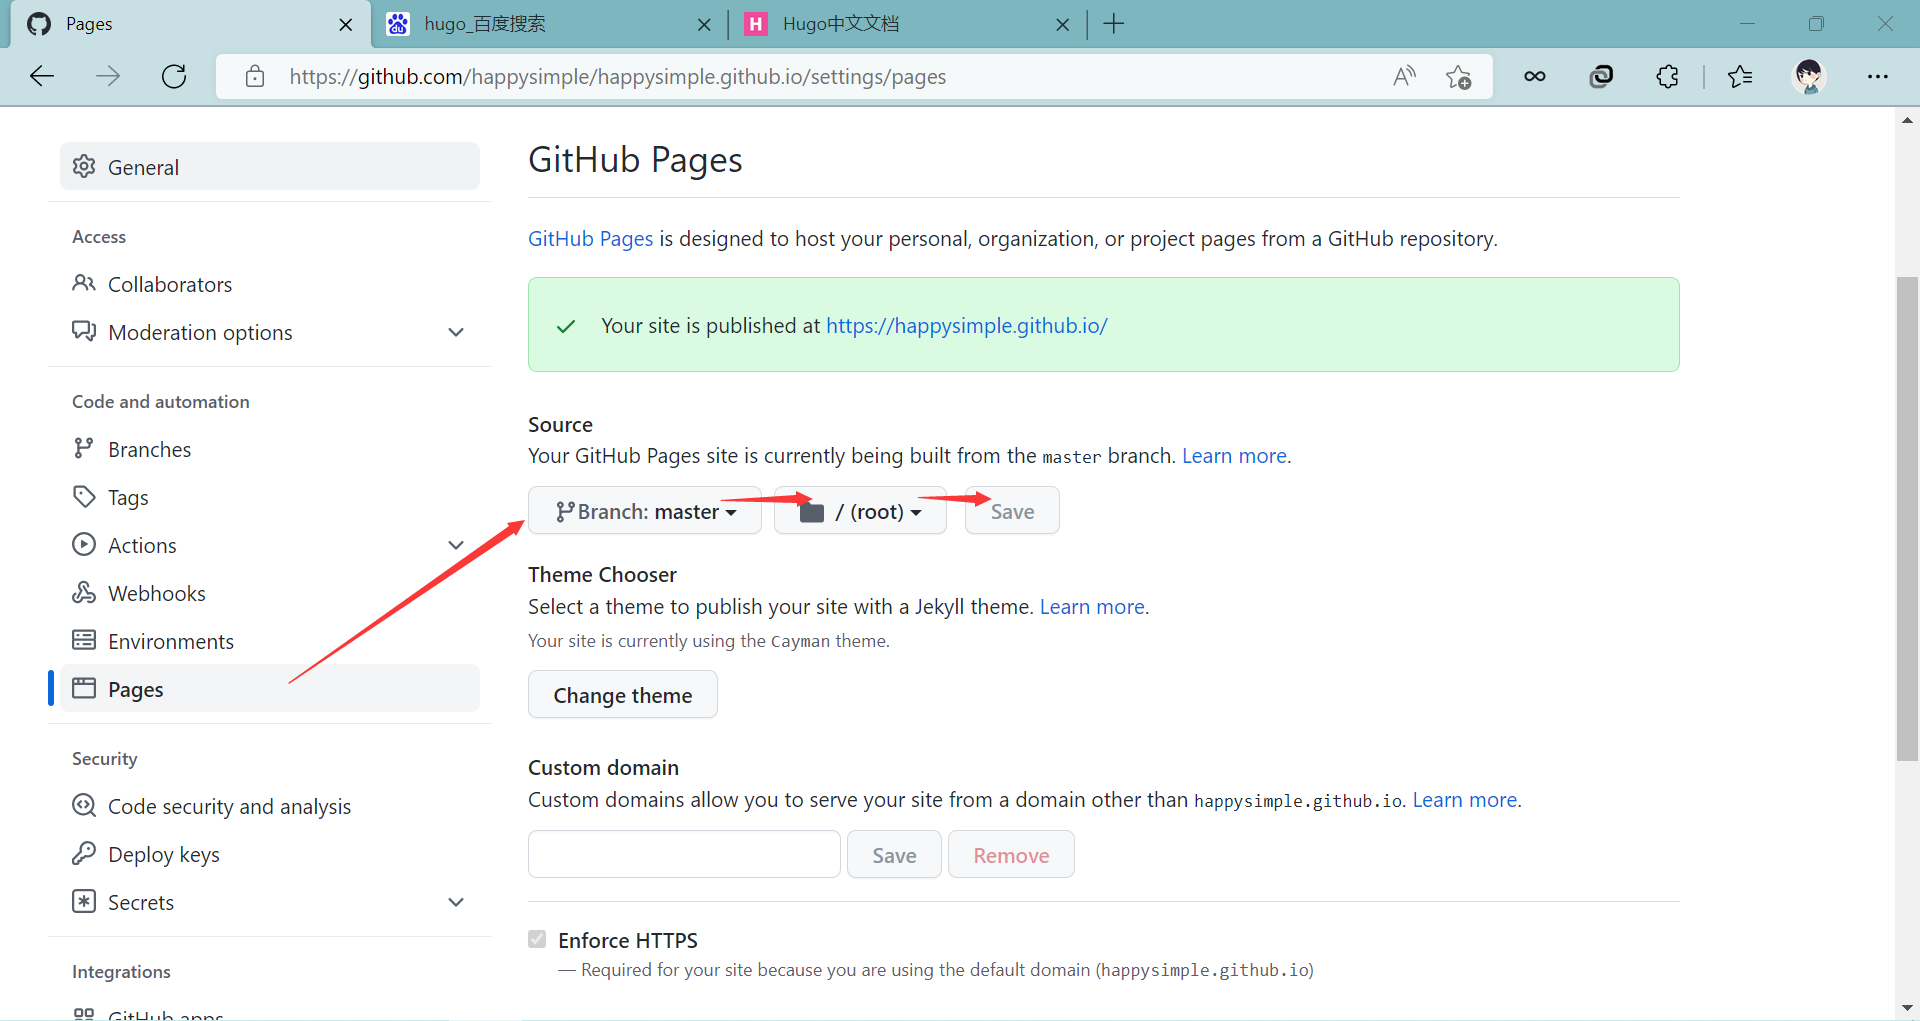 Pages
hugo_百度搜索
Hugo中文文档
https://github.com/happysimple/happysimple.github.io/settings/pages
General
Access
Collaborators
Moderation options
Code and automation
Branches
Tags
Actions
Webhooks
Environments
Pages
Security
Code security and analysis
Deploy keys
Secrets
Integrations
GitHub apps
GitHub Pages
GitHub Pages is designed to host your personal, organization, or project pages from a GitHub repository.
Your site is published at https://happysimple.github.io/
Source
Your GitHub Pages site is currently being built from the master branch. Learn more.
Branch: master / (root) Save
Theme Chooser
Select a theme to publish your site with a Jekyll theme. Learn more.
Your site is currently using the Cayman theme.
Change theme
Custom domain
Custom domains allow you to serve your site from a domain other than happysimple.github.io. Learn more.
Save Remove
Enforce HTTPS
— Required for your site because you are using the default domain (happysimple.github.io)